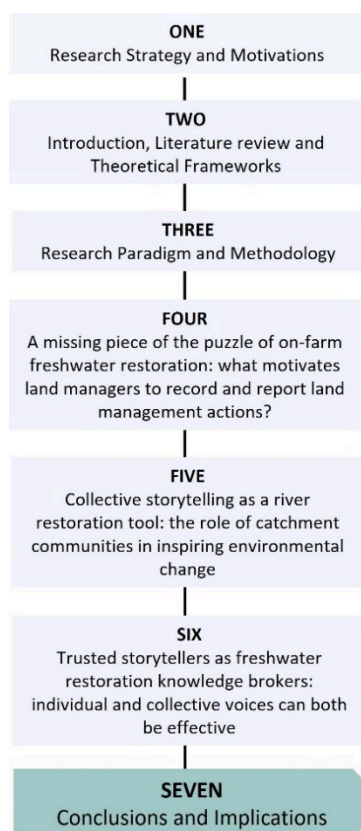 ONE
Research Strategy and Motivations
TWO
Introduction, Literature review and
Theoretical Frameworks
THREE
Research Paradigm and Methodology
FOUR
A missing piece of the puzzle of on-farm
freshwater restoration: what motivates
land managers to record and report land
management actions?
FIVE
Collective storytelling as a river
restoration tool: the role of catchment
communities in inspiring environmental
change
SIX
Trusted storytellers as freshwater
restoration knowledge brokers:
individual and collective voices can both
be effective
SEVEN
Conclusions and Implications